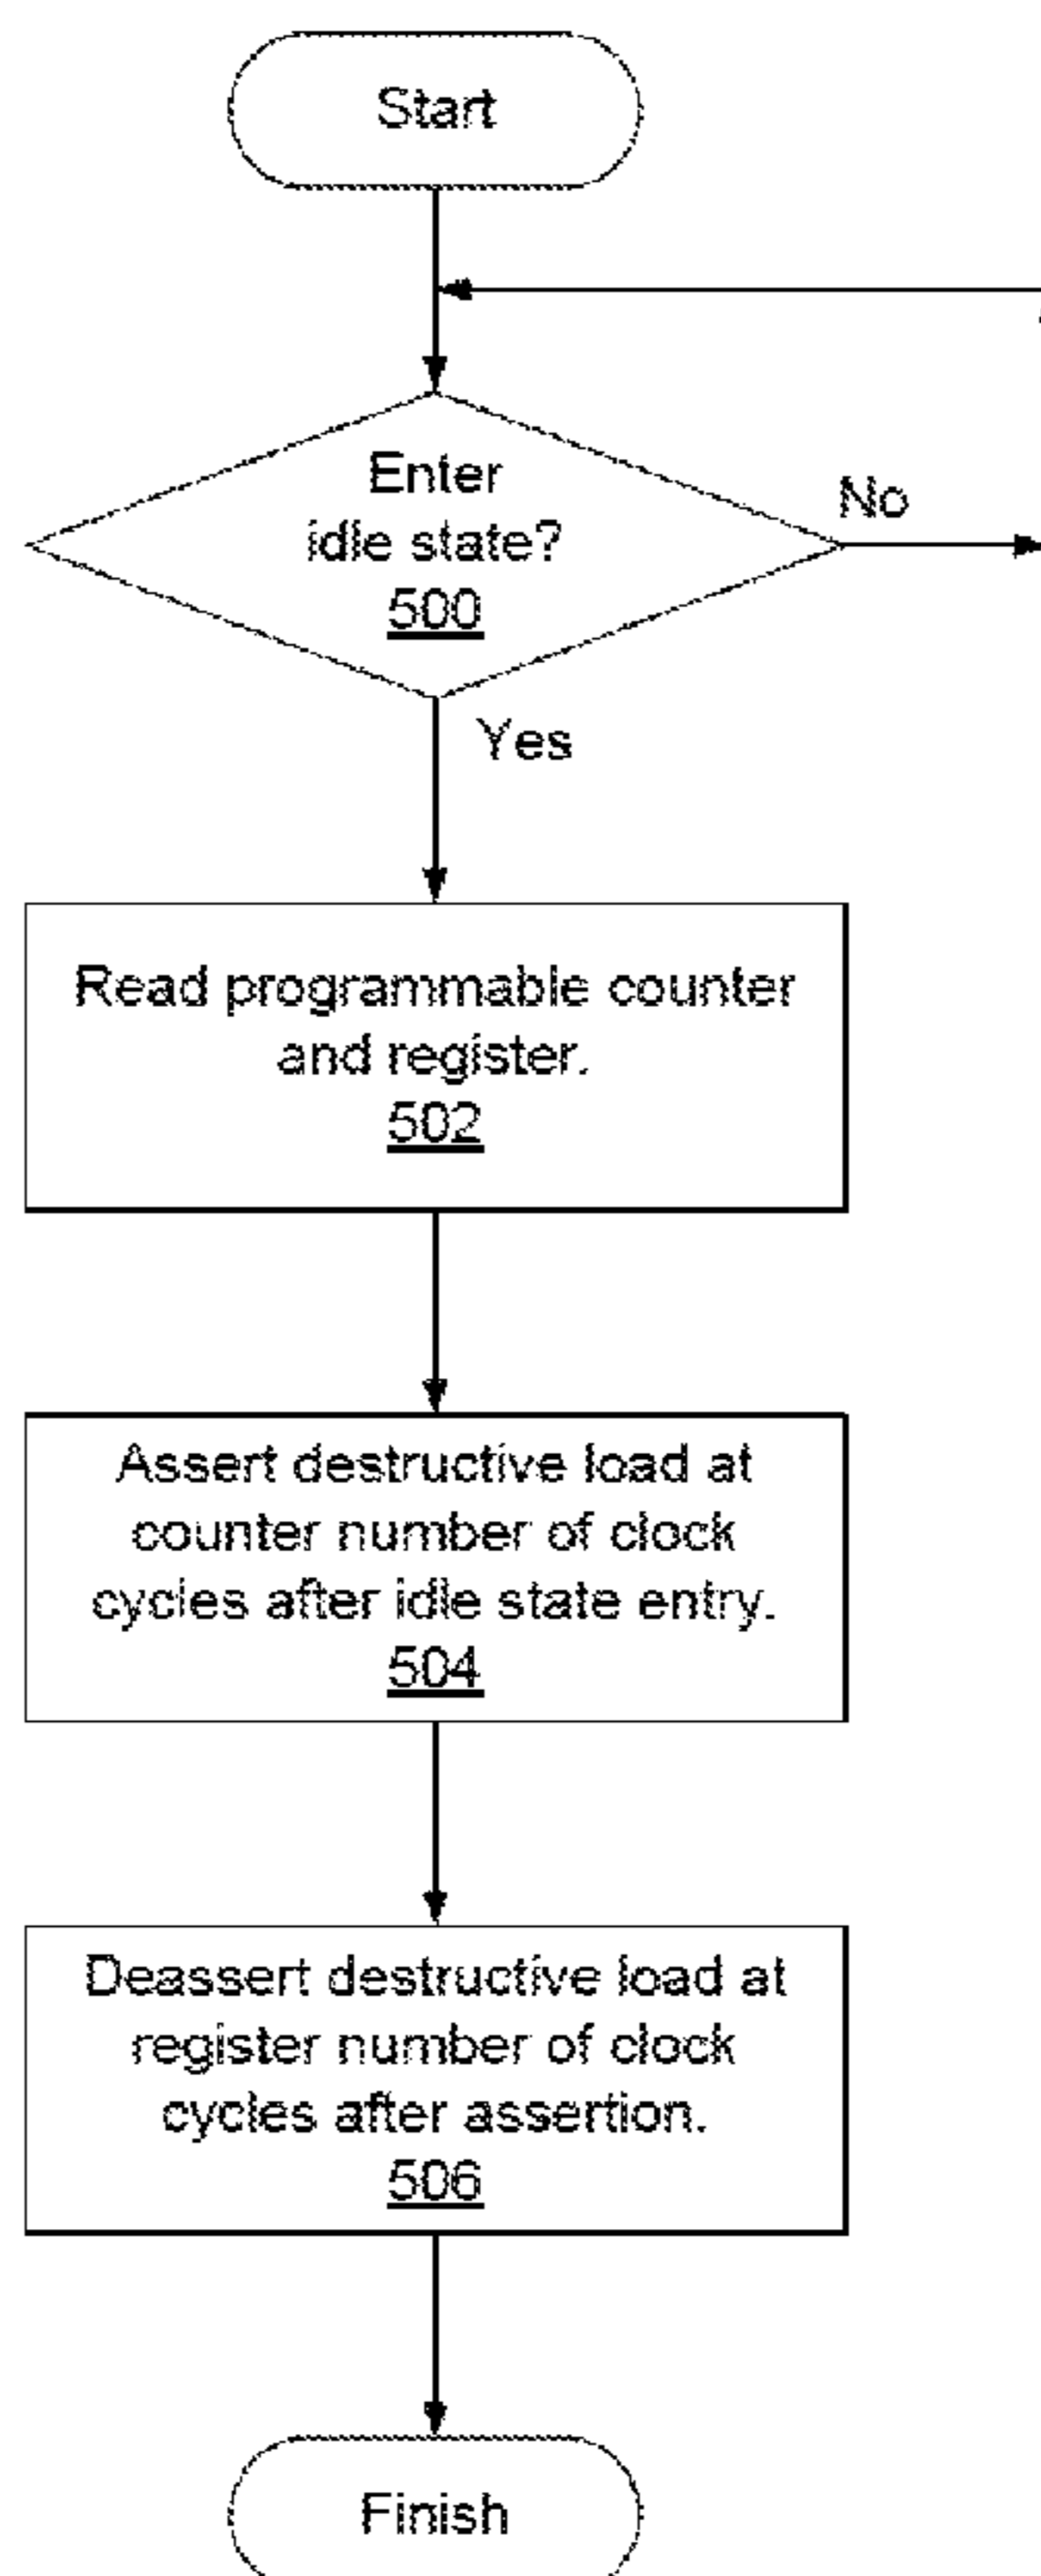 Start
Enter
idle state?
500
No
Yes
Read programmable counter
and register.
502
Assert destructive load at
counter number of clock
cycles after idle state entry.
504
Deassert destructive load at
register number of clock
cycles after assertion.
506
Finish